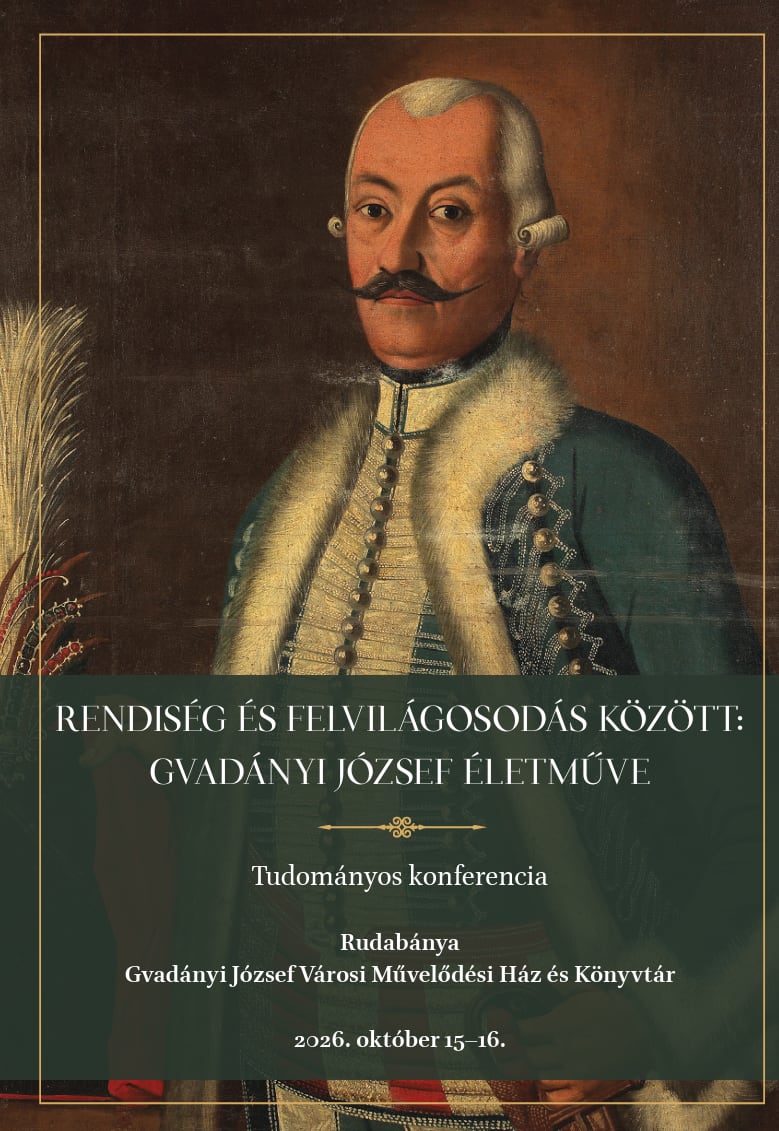 RENDISÉG ÉS FELVILÁGOSODÁS KÖZÖTT:
GVADÁNYI JÓZSEF ÉLETMŰVE
Tudományos konferencia
Rudabánya
Gvadányi József Városi Művelődési Ház és Könyvtár
2026. október 15–16.